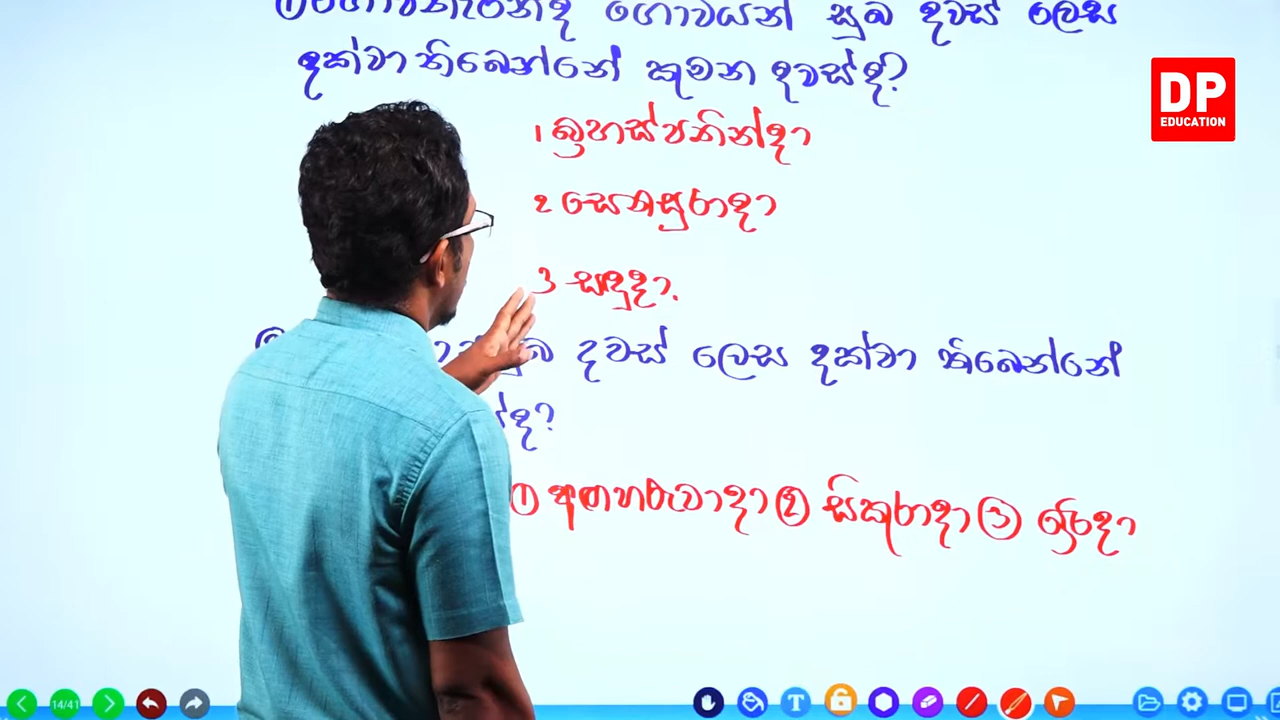 ගොවියන් සුබ දවස් ලෙස
දක්වා තිබෙන්නේ කුමන දවස්ද?
1 බ්‍රහස්පතින්දා
2 සෙනසුරාදා
3 සඳුදා.
දවස් ලෙස දක්වා තිබෙන්නේ
① අඟහරුවාදා ② සිකුරාදා ③ ඉරිදා
DP
EDUCATION
14/41
T